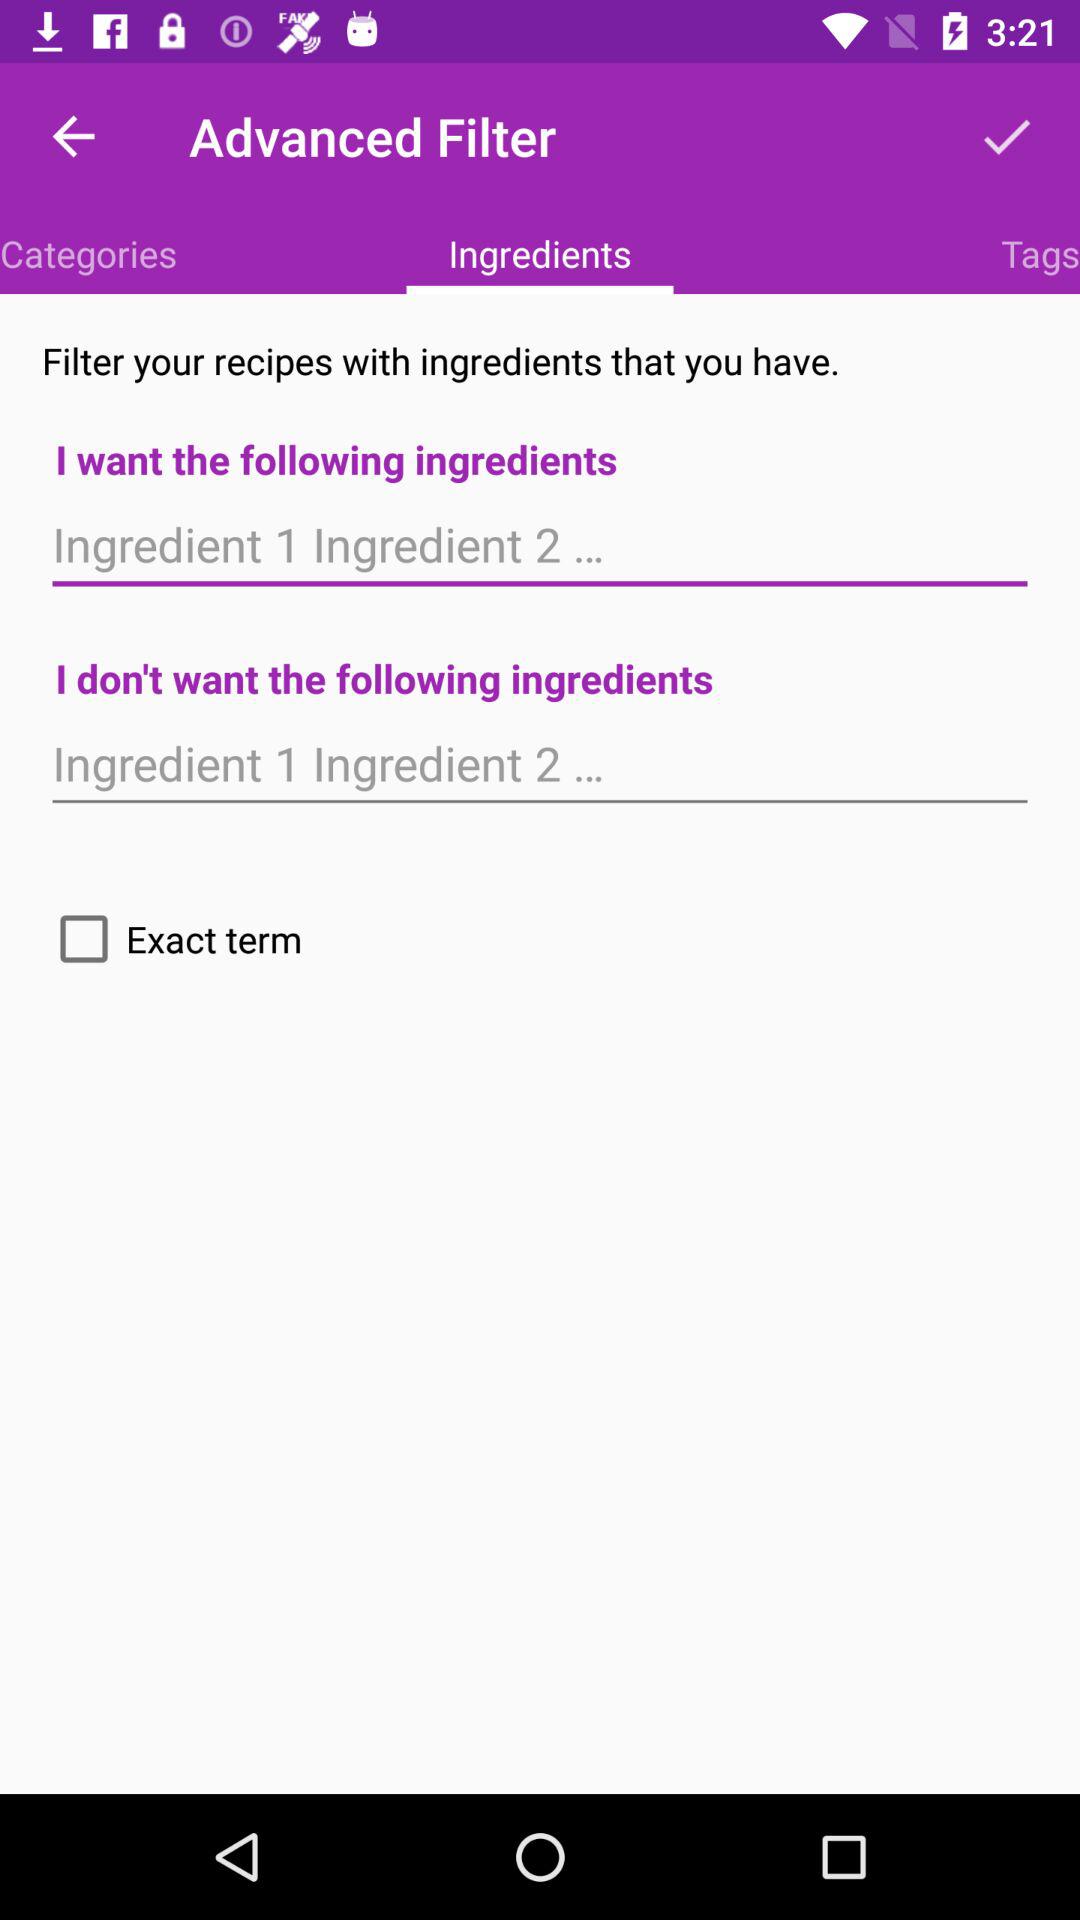 FAKE 3:21
Advanced Filter
Categories Ingredients Tags
Filter your recipes with ingredients that you have.
I want the following ingredients
Ingredient 1 Ingredient 2 ...
I don't want the following ingredients
Ingredient 1 Ingredient 2 ...
Exact term